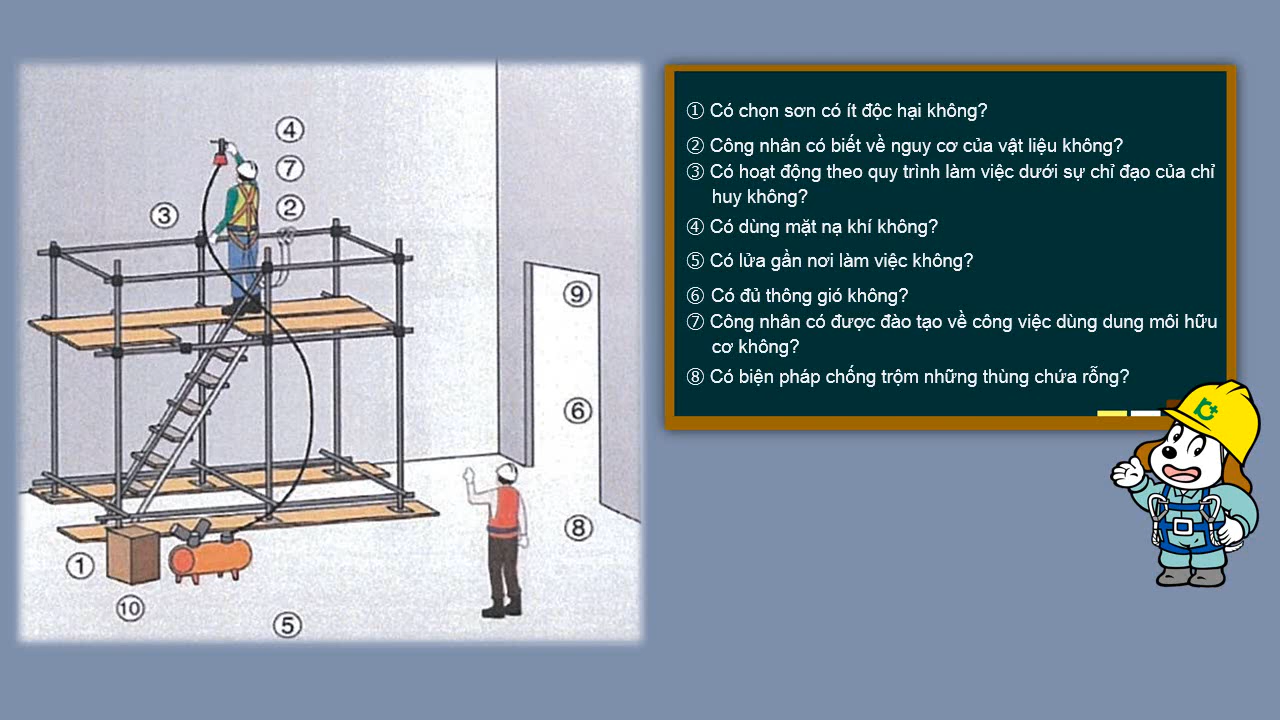 ④
⑦
②
③
⑨
⑥
⑧
①
⑩
⑤
① Có chọn sơn có ít độc hại không?
② Công nhân có biết về nguy cơ của vật liệu không?
③ Có hoạt động theo quy trình làm việc dưới sự chỉ đạo của chỉ
huy không?
④ Có dùng mặt nạ khí không?
⑤ Có lửa gần nơi làm việc không?
⑥ Có đủ thông gió không?
⑦ Công nhân có được đào tạo về công việc dùng dung môi hữu
cơ không?
⑧ Có biện pháp chống trộm những thùng chứa rỗng?